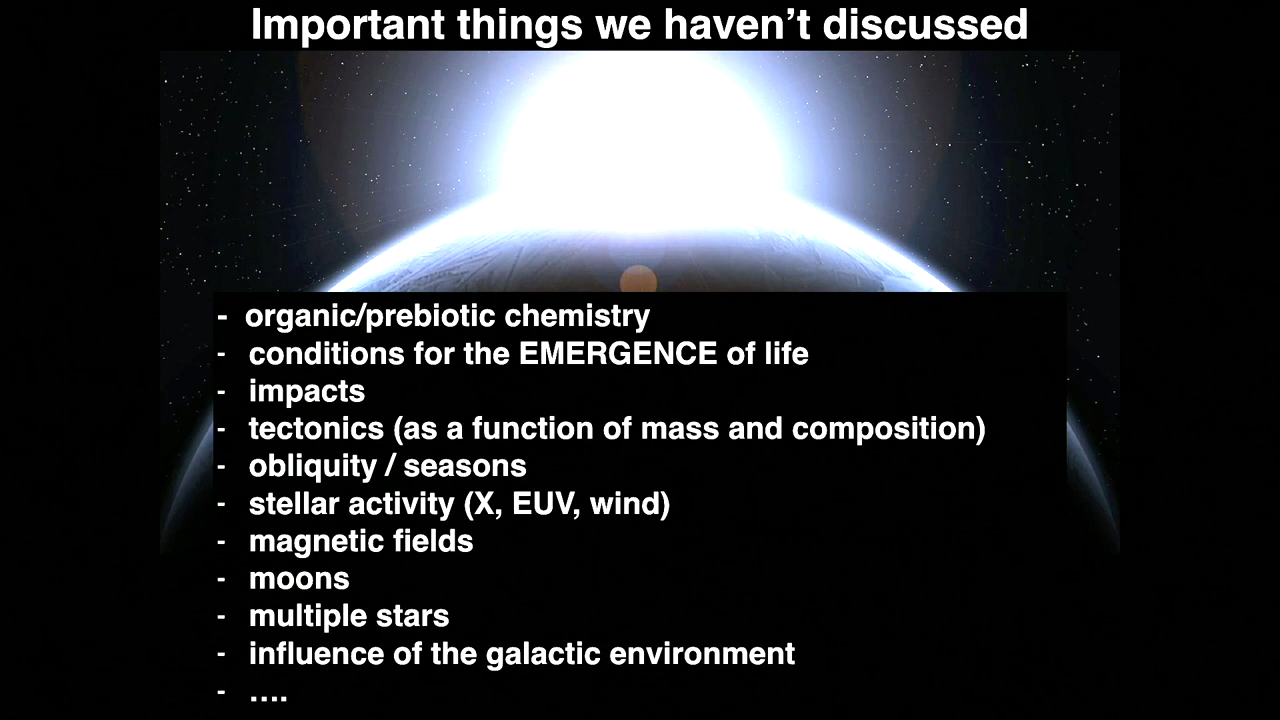 Important things we haven’t discussed
- organic/prebiotic chemistry
- conditions for the EMERGENCE of life
- impacts
- tectonics (as a function of mass and composition)
- obliquity / seasons
- stellar activity (X, EUV, wind)
- magnetic fields
- moons
- multiple stars
- influence of the galactic environment
- ....